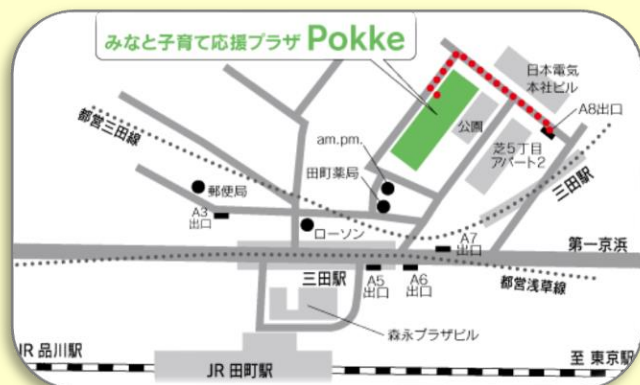 みなと子育て応援プラザ Pokke
日本電気
本社ビル
A8出口
都営三田線
公園
芝5丁目
アパート2
am.pm.
田町薬局
三田駅
郵便局
A3
出口
ローソン
A7
出口
第一京浜
三田駅
A5
出口
A6
出口
都営浅草線
森永プラザビル
JR 品川駅
JR 田町駅
至 東京駅